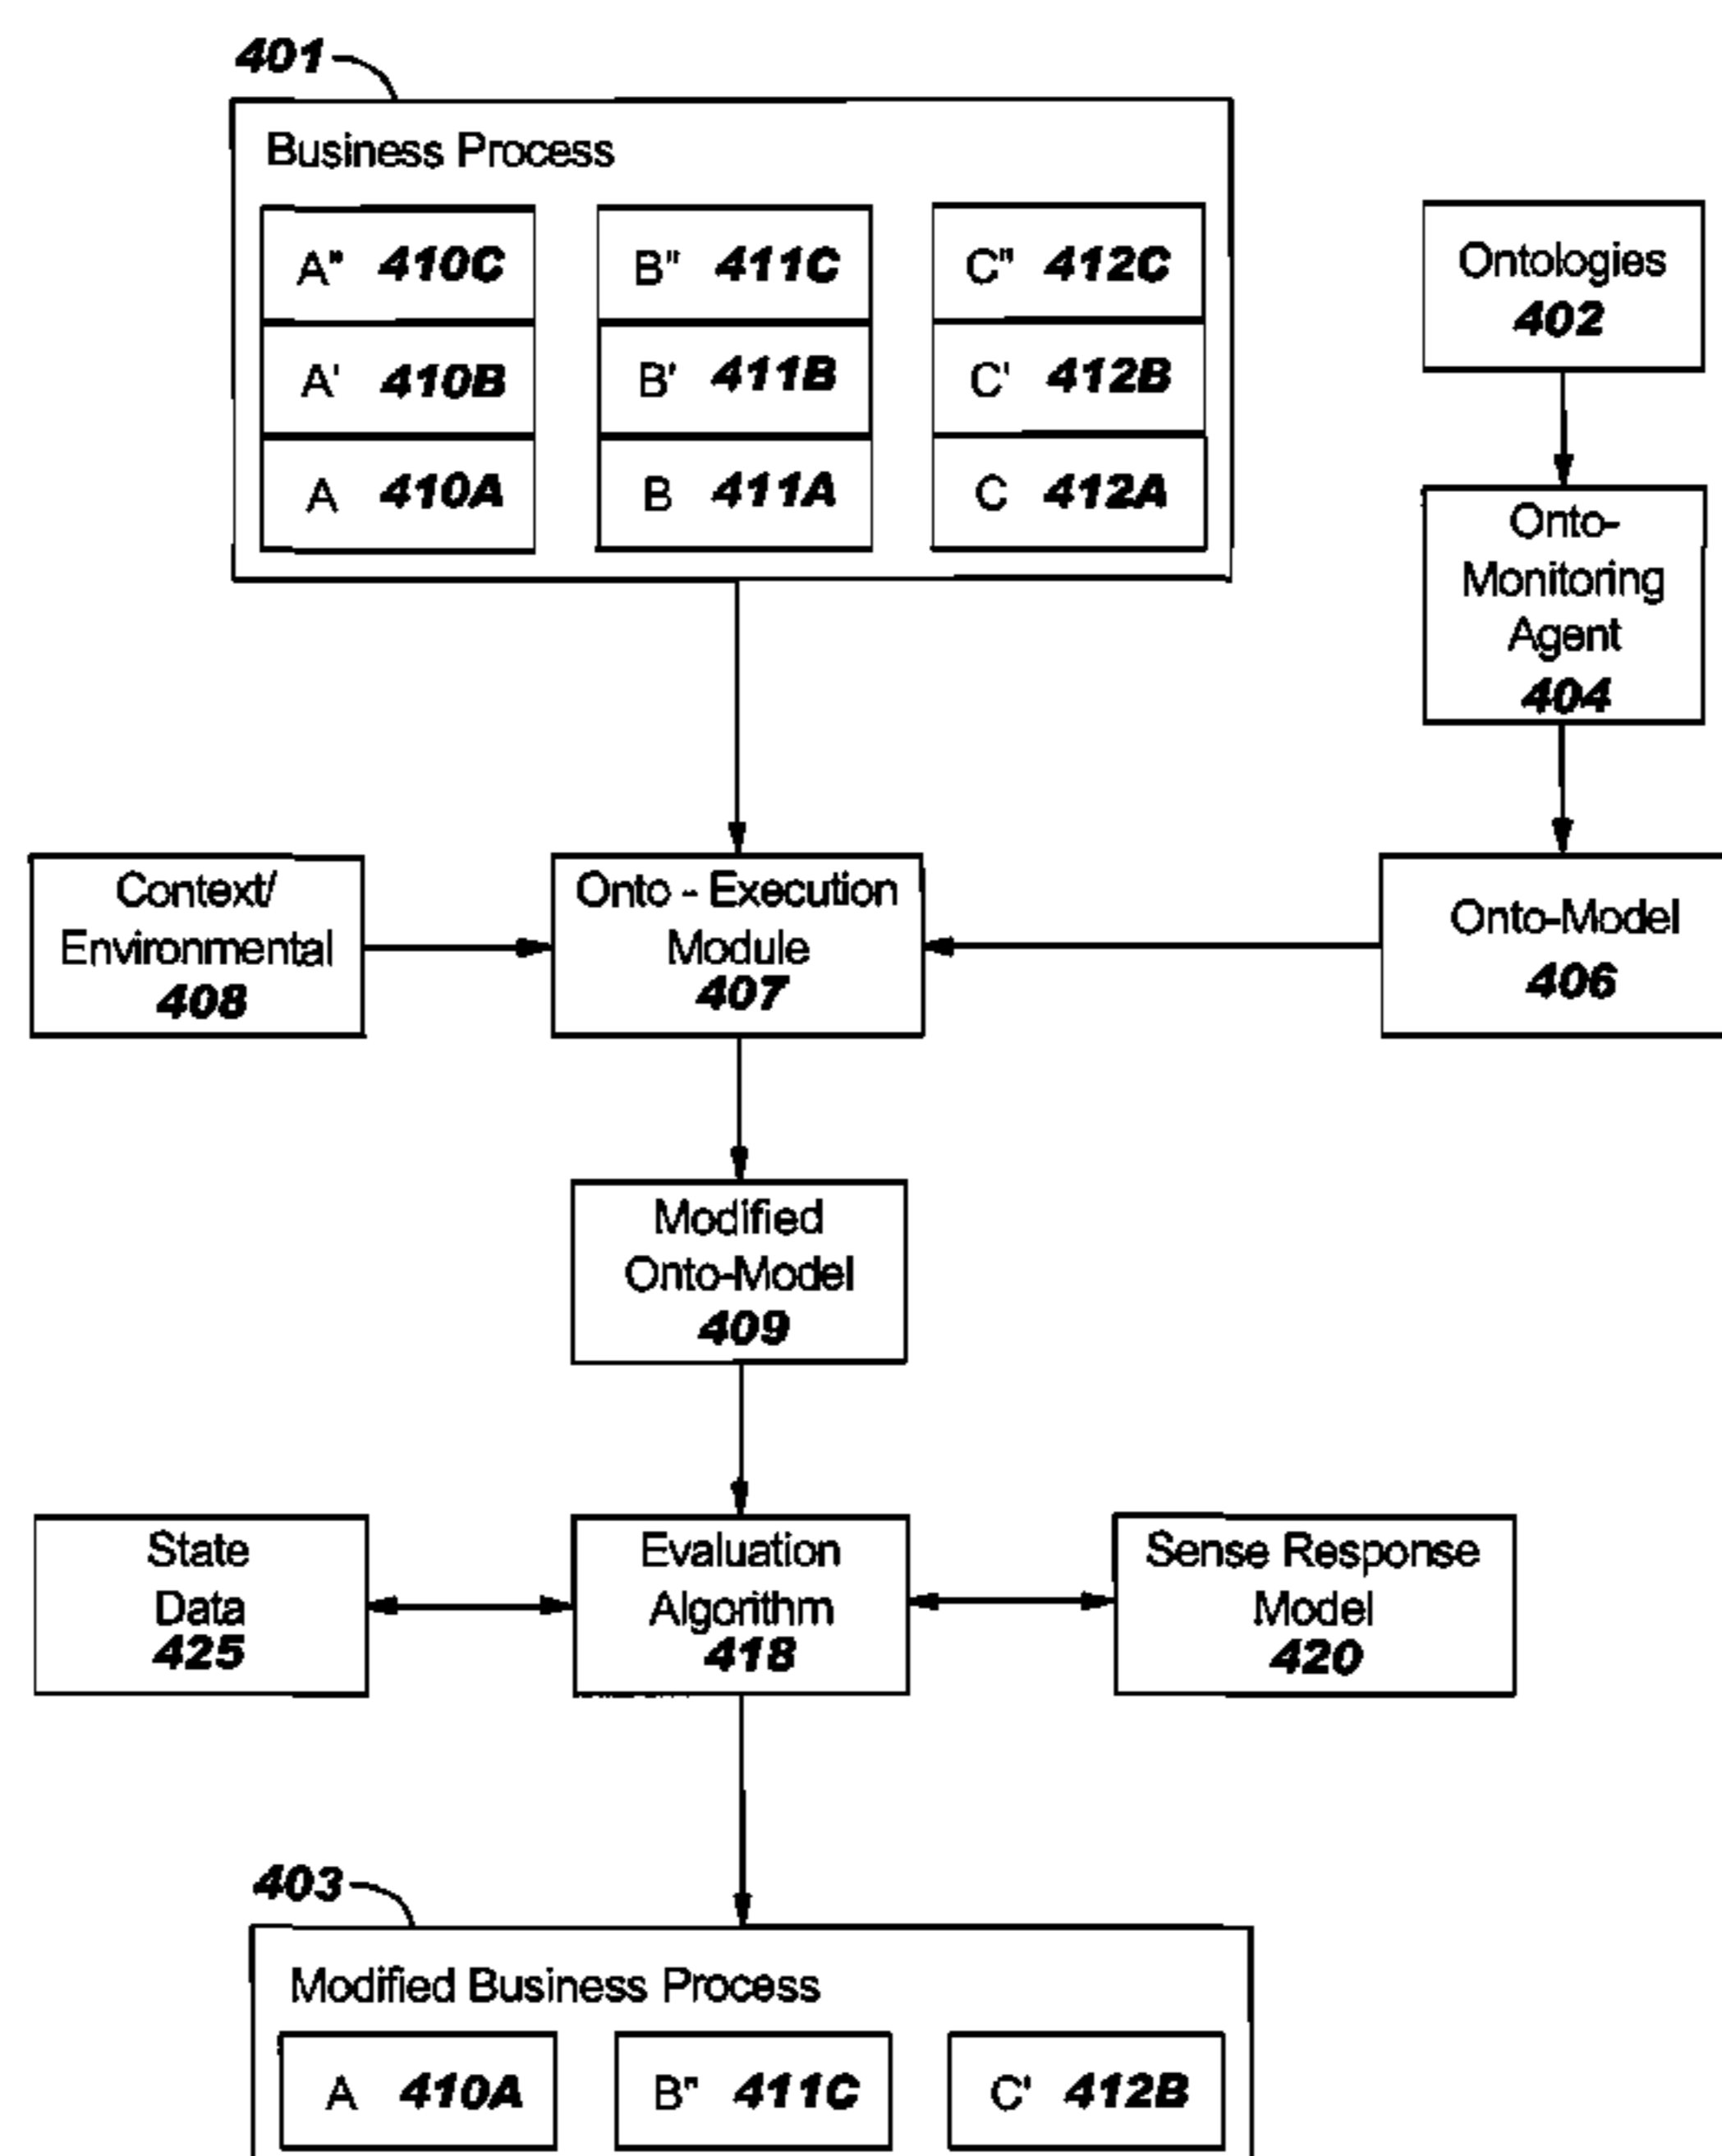 401
Business Process
A" 410C B" 411C C" 412C
A' 410B B' 411B C' 412B
A 410A B 411A C 412A
Ontologies
402
Onto-
Monitoring
Agent
404
Context/
Environmental
408
Onto - Execution
Module
407
Onto-Model
406
Modified
Onto-Model
409
State
Data
425
Evaluation
Algorithm
418
Sense Response
Model
420
403
Modified Business Process
A 410A B" 411C C' 412B